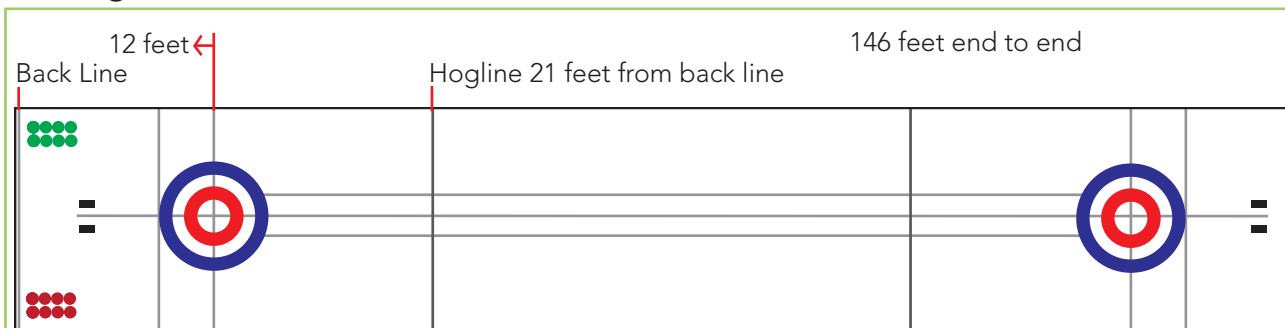 12 feet
146 feet end to end
Back Line
Hogline 21 feet from back line